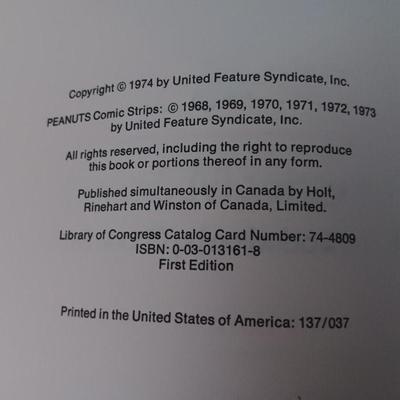 Copyright © 1974 by United Feature Syndicate, Inc.
PEANUTS Comic Strips: © 1968, 1969, 1970, 1971, 1972, 1973
by United Feature Syndicate, Inc.
All rights reserved, including the right to reproduce
this book or portions thereof in any form.
Published simultaneously in Canada by Holt,
Rinehart and Winston of Canada, Limited.
Library of Congress Catalog Card Number: 74-4809
ISBN: 0-03-013161-8
First Edition
Printed in the United States of America: 137/037